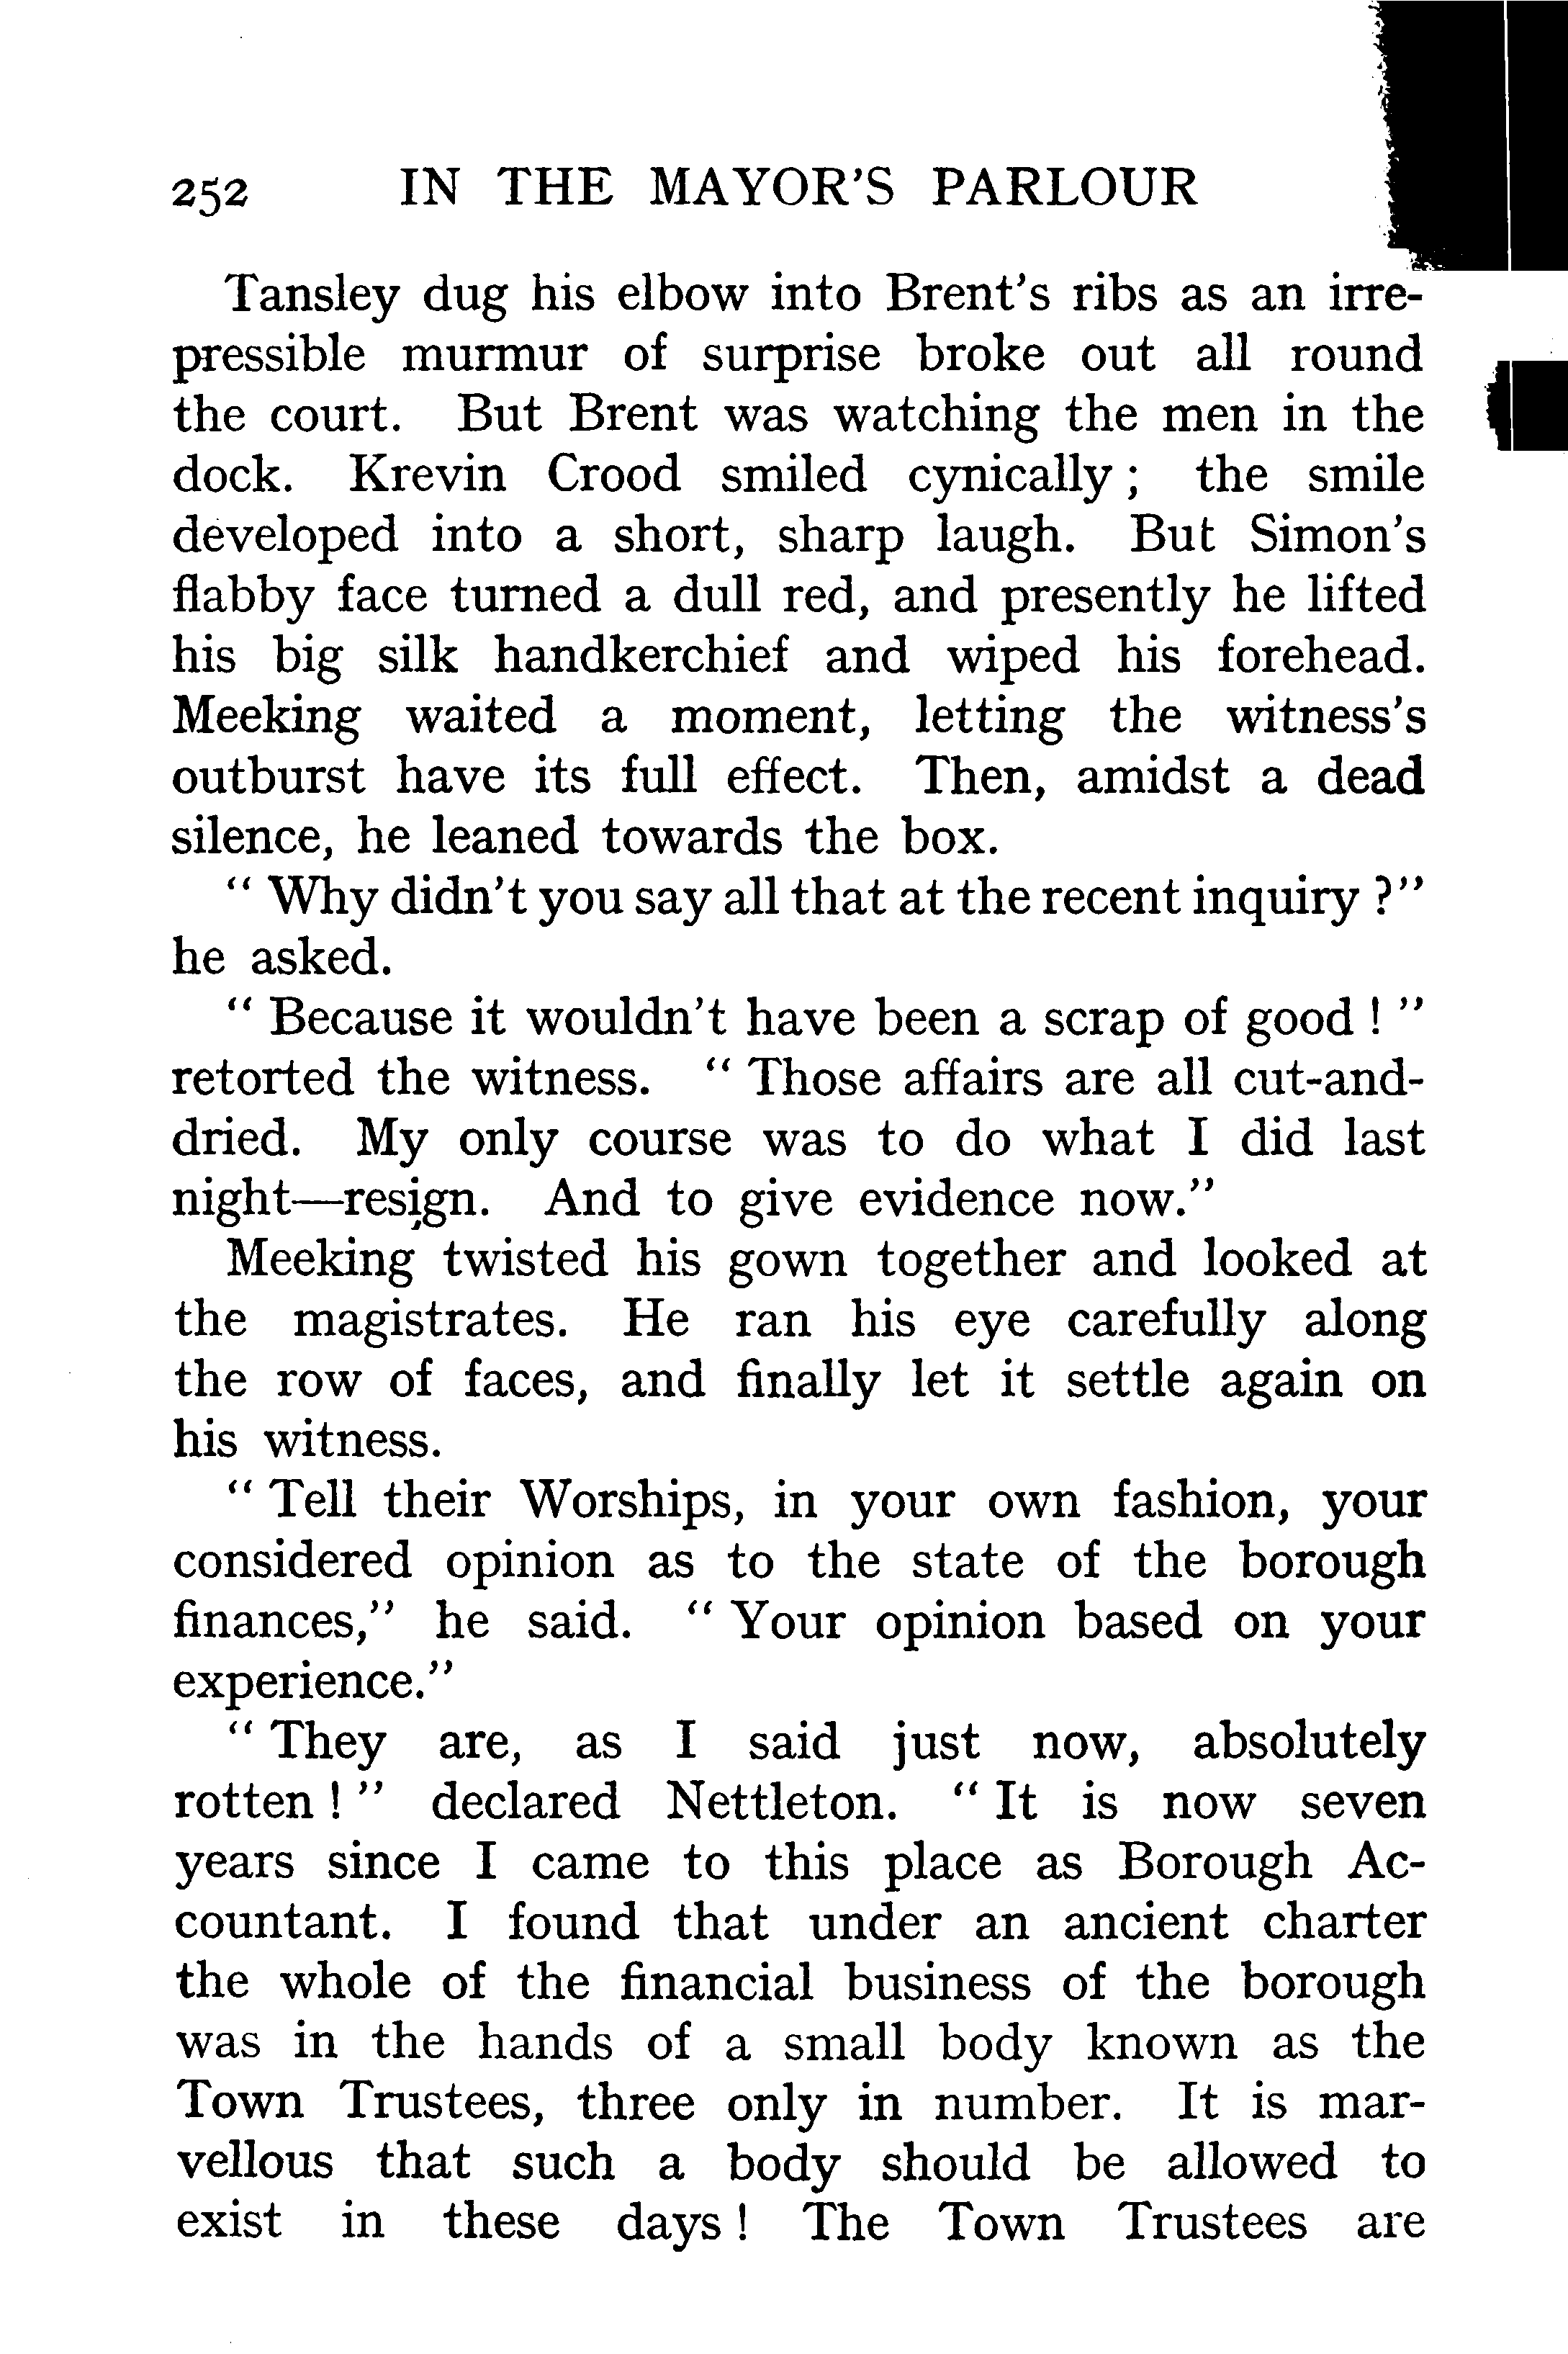 252 IN THE MAYOR'S PARLOUR
Tansley dug his elbow into Brent's ribs as an irre-
pressible murmur of surprise broke out all round
the court. But Brent was watching the men in the
dock. Krevin Crood smiled cynically ; the smile
developed into a short, sharp laugh. But Simon's
flabby face turned a dull red, and presently he lifted
his big silk handkerchief and wiped his forehead.
Meeking waited a moment, letting the witness's
outburst have its full effect. Then, amidst a dead
silence, he leaned towards the box.
“ Why didn't you say all that at the recent inquiry ?”
he asked.
“ Because it wouldn't have been a scrap of good ! ”
retorted the witness. “ Those affairs are all cut-and-
dried. My only course was to do what I did last
night—resign. And to give evidence now.”
Meeking twisted his gown together and looked at
the magistrates. He ran his eye carefully along
the row of faces, and finally let it settle again on
his witness.
“ Tell their Worships, in your own fashion, your
considered opinion as to the state of the borough
finances,” he said. “ Your opinion based on your
experience.”
“ They are, as I said just now, absolutely
rotten ! ” declared Nettleton. “ It is now seven
years since I came to this place as Borough Ac-
countant. I found that under an ancient charter
the whole of the financial business of the borough
was in the hands of a small body known as the
Town Trustees, three only in number. It is mar-
vellous that such a body should be allowed to
exist in these days ! The Town Trustees are